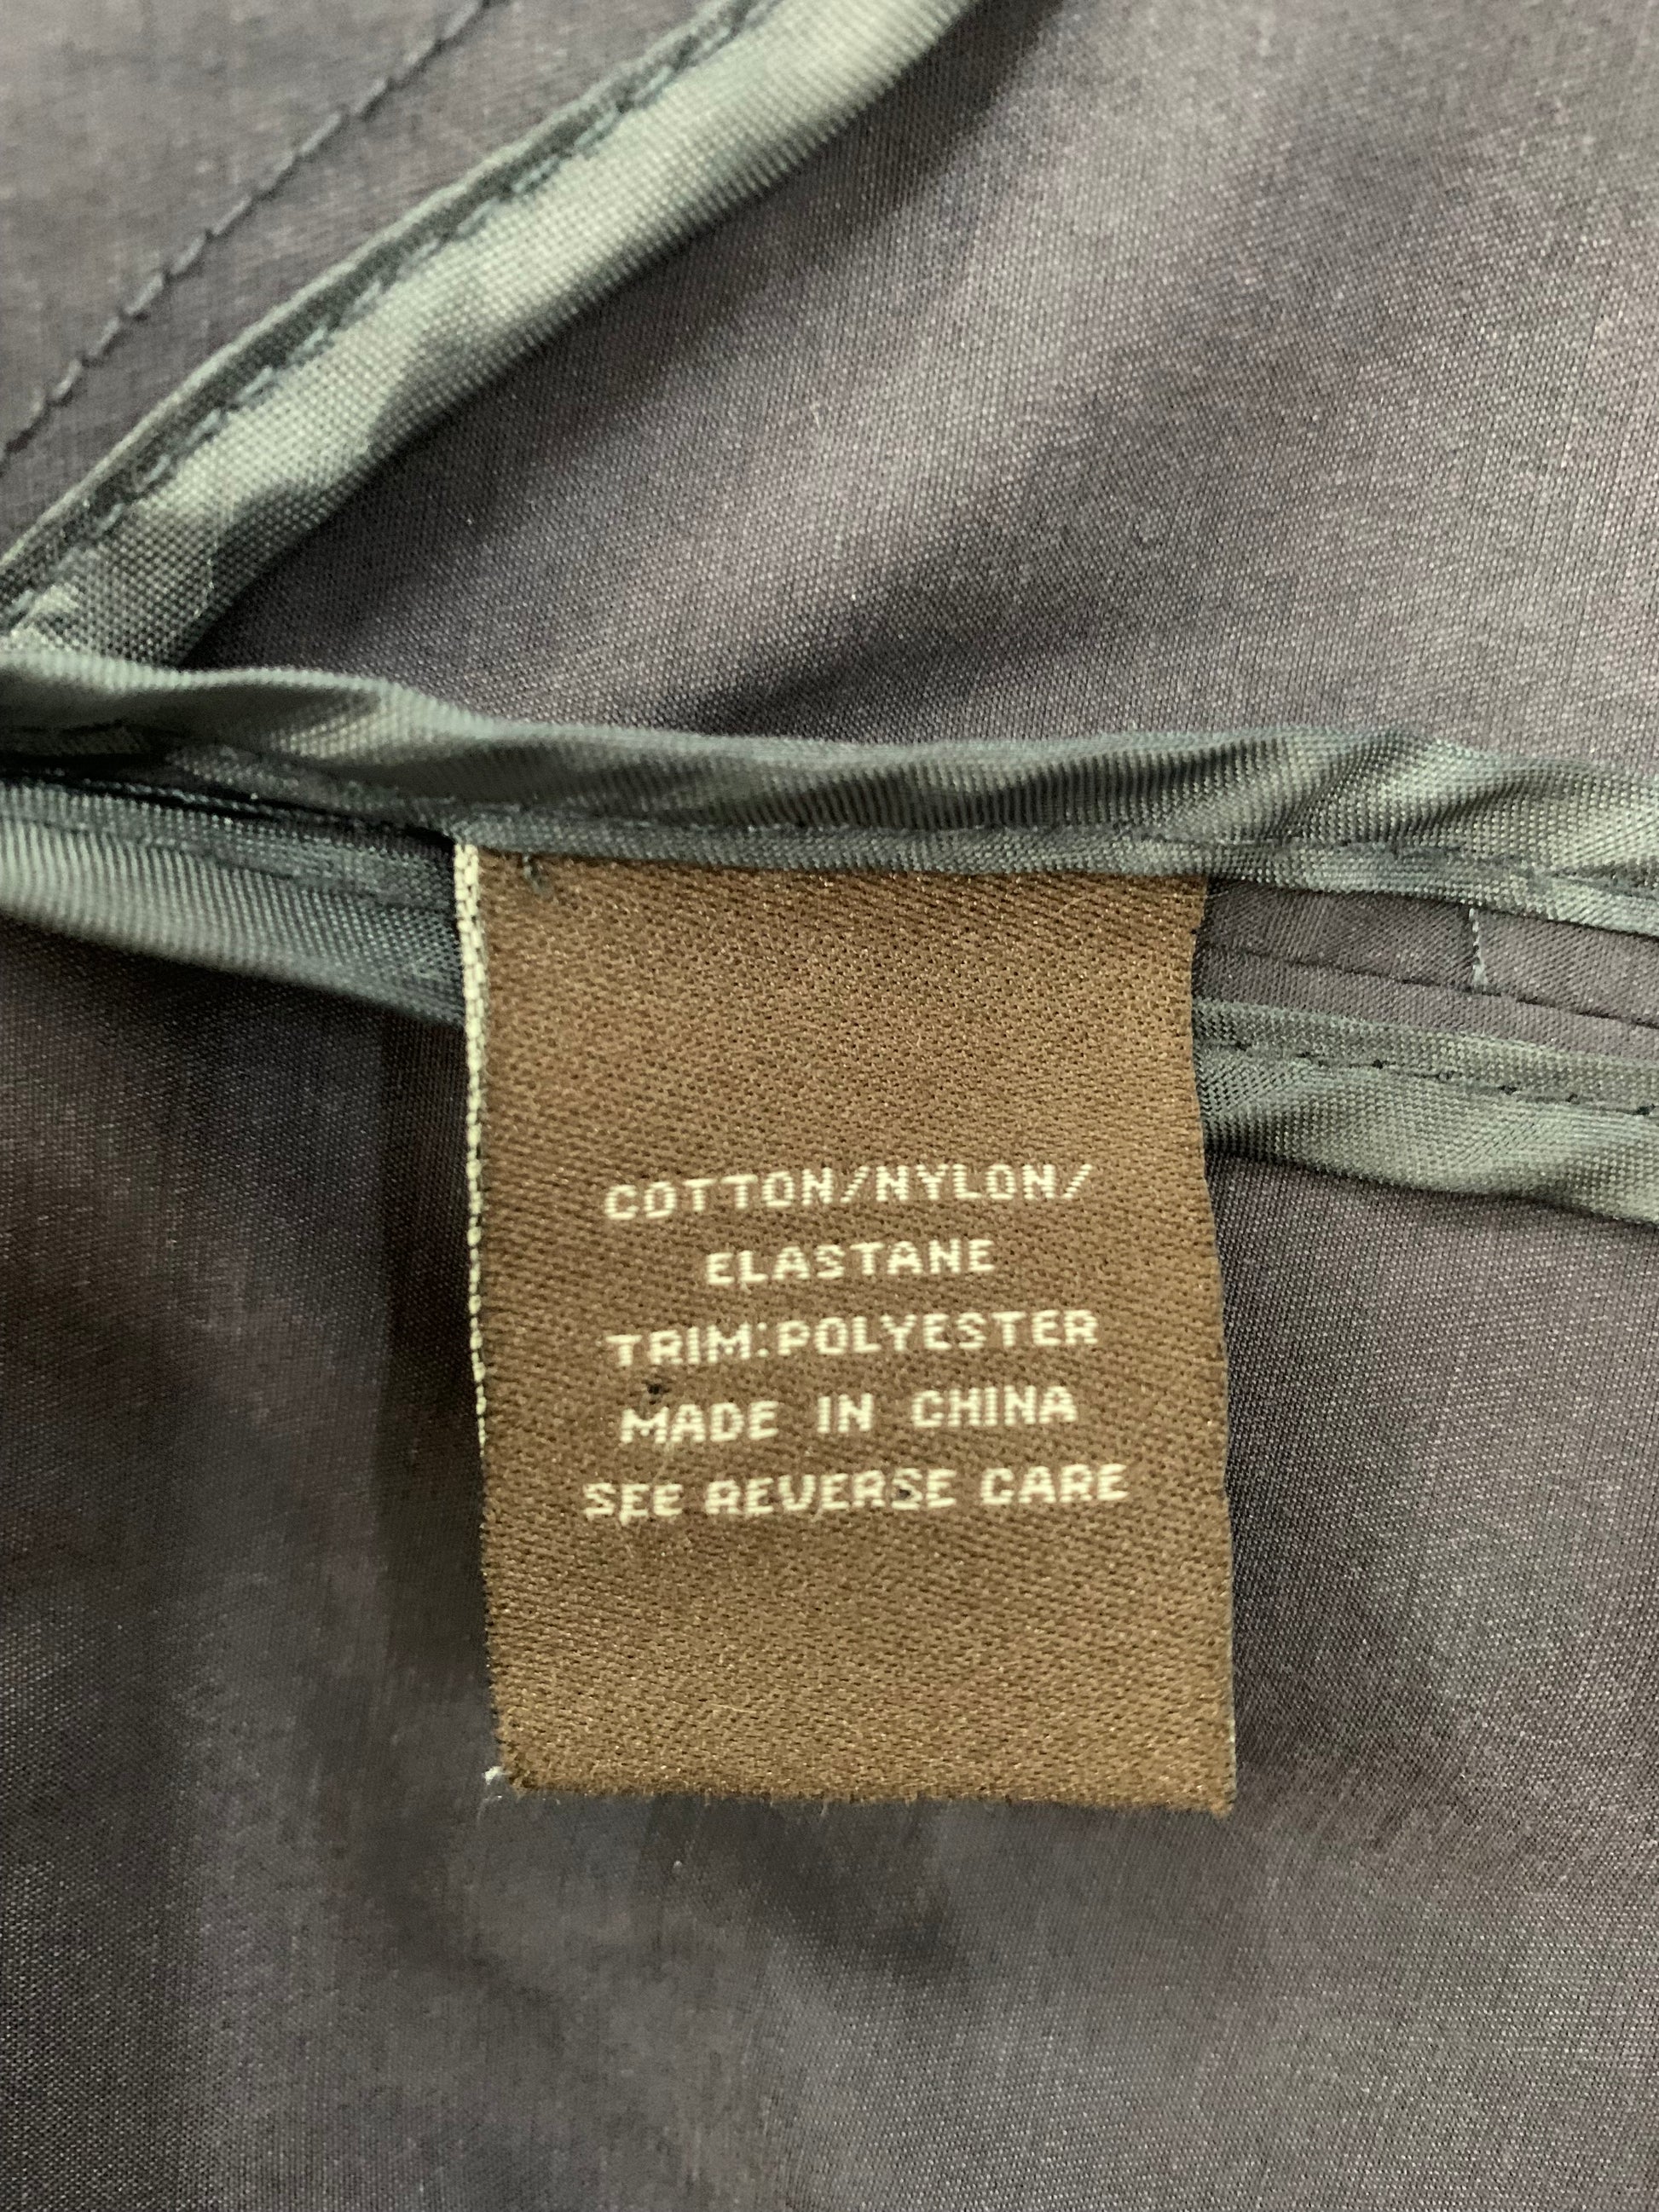 COTTON/NYLON/
ELASTANE
TRIM:POLYESTER
MADE IN CHINA
SEE REVERSE CARE